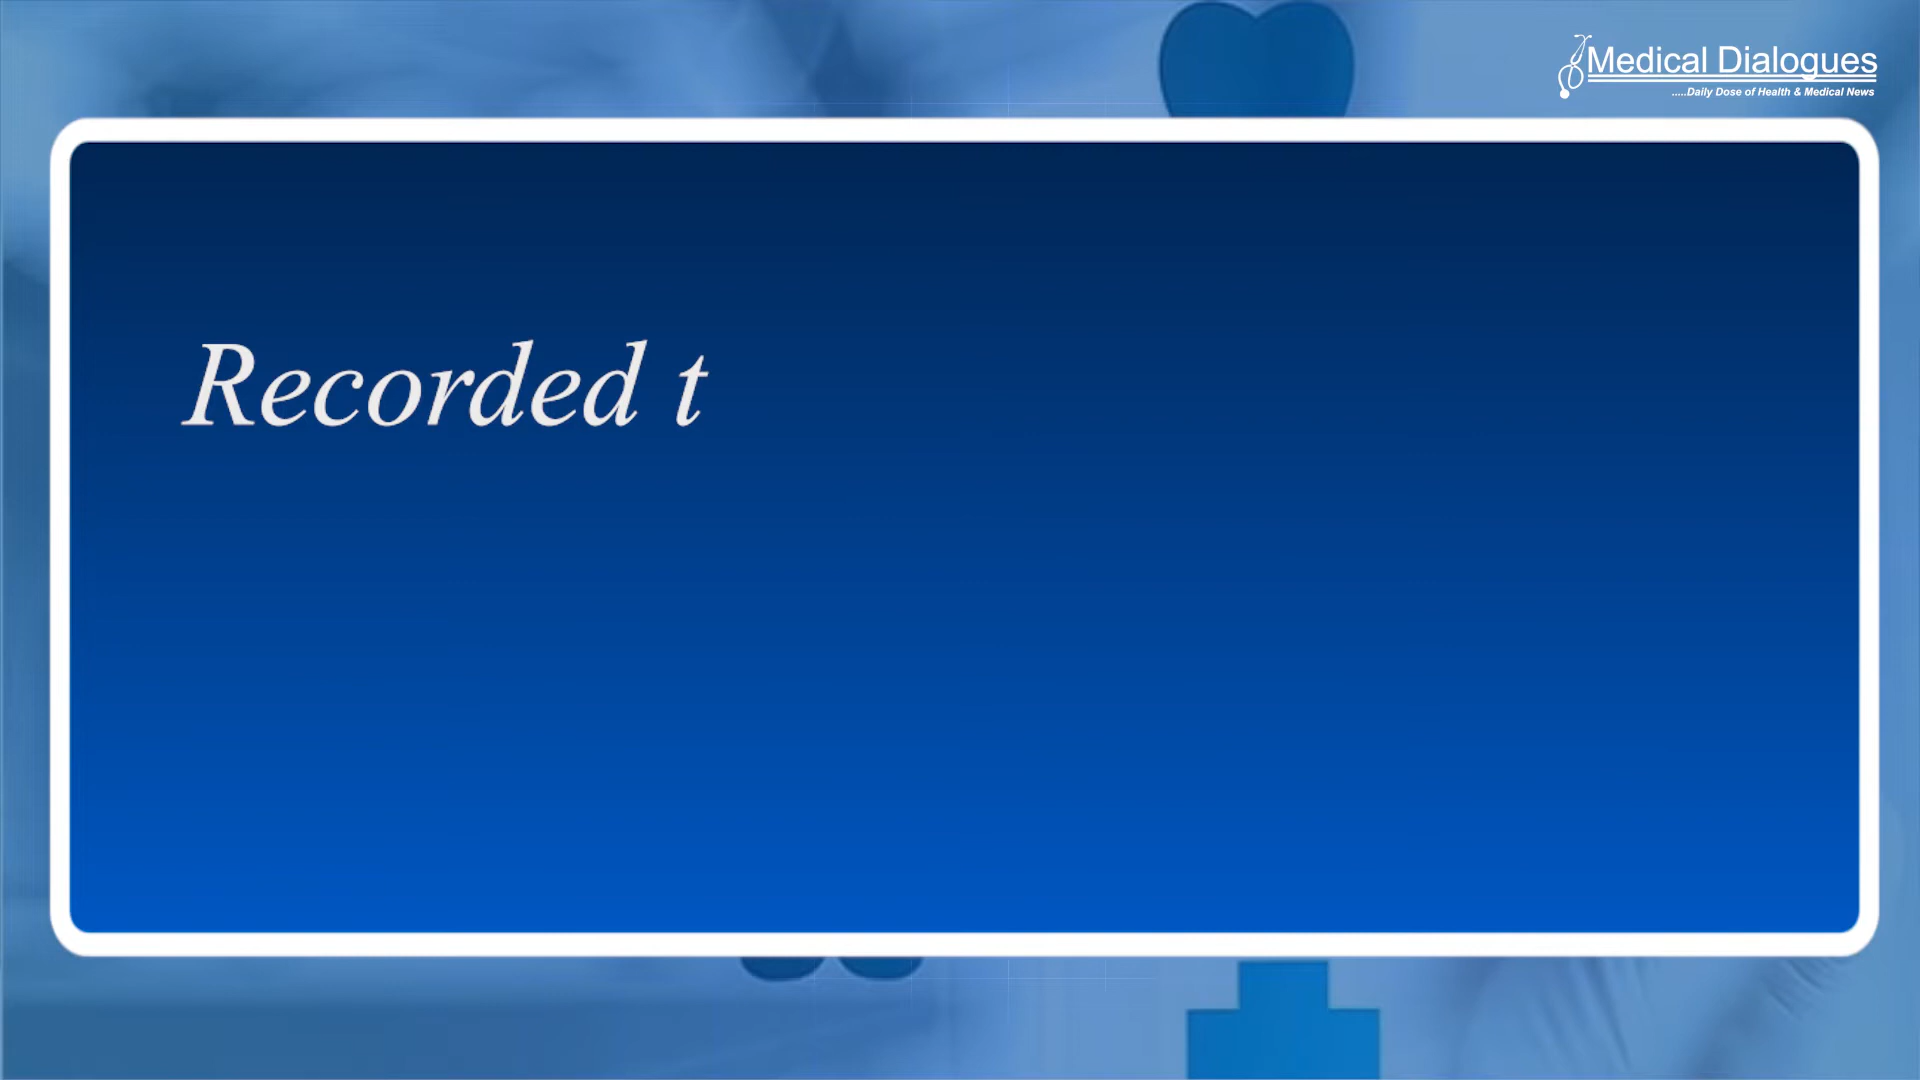 Medical Dialogues
.....Daily Dose of Health & Medical News
Recorded t